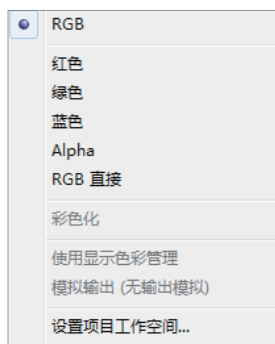 RGB
红色
绿色
蓝色
Alpha
RGB 直接
彩色化
使用显示色彩管理
模拟输出 (无输出模拟)
设置项目工作空间...